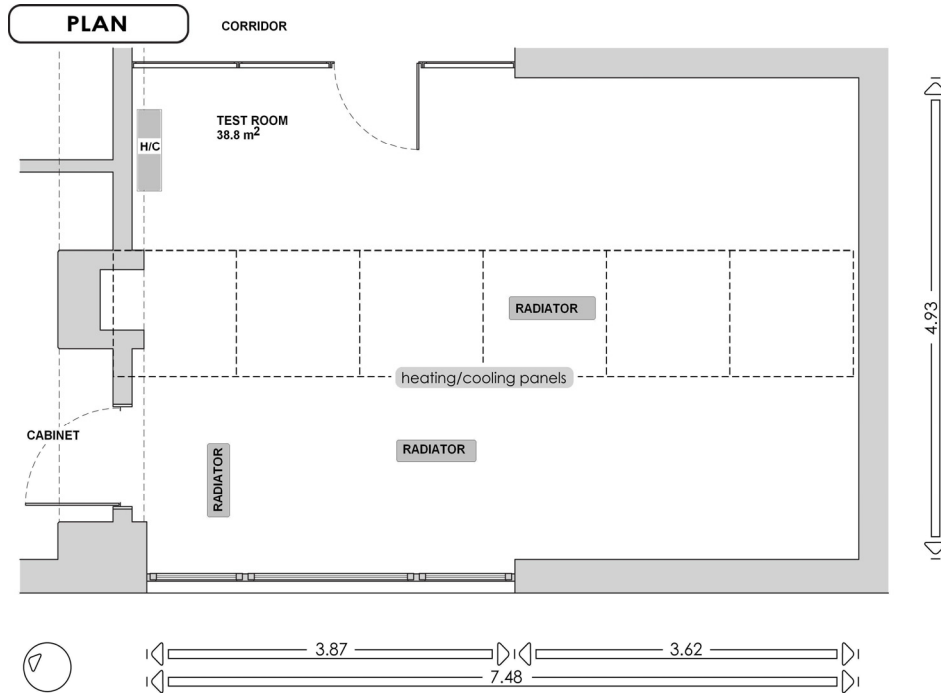 PLAN
CORRIDOR
TEST ROOM
38.8 m²
H/C
RADIATOR
4.93
heating/cooling panels
CABINET
RADIATOR
RADIATOR
3.87
3.62
7.48